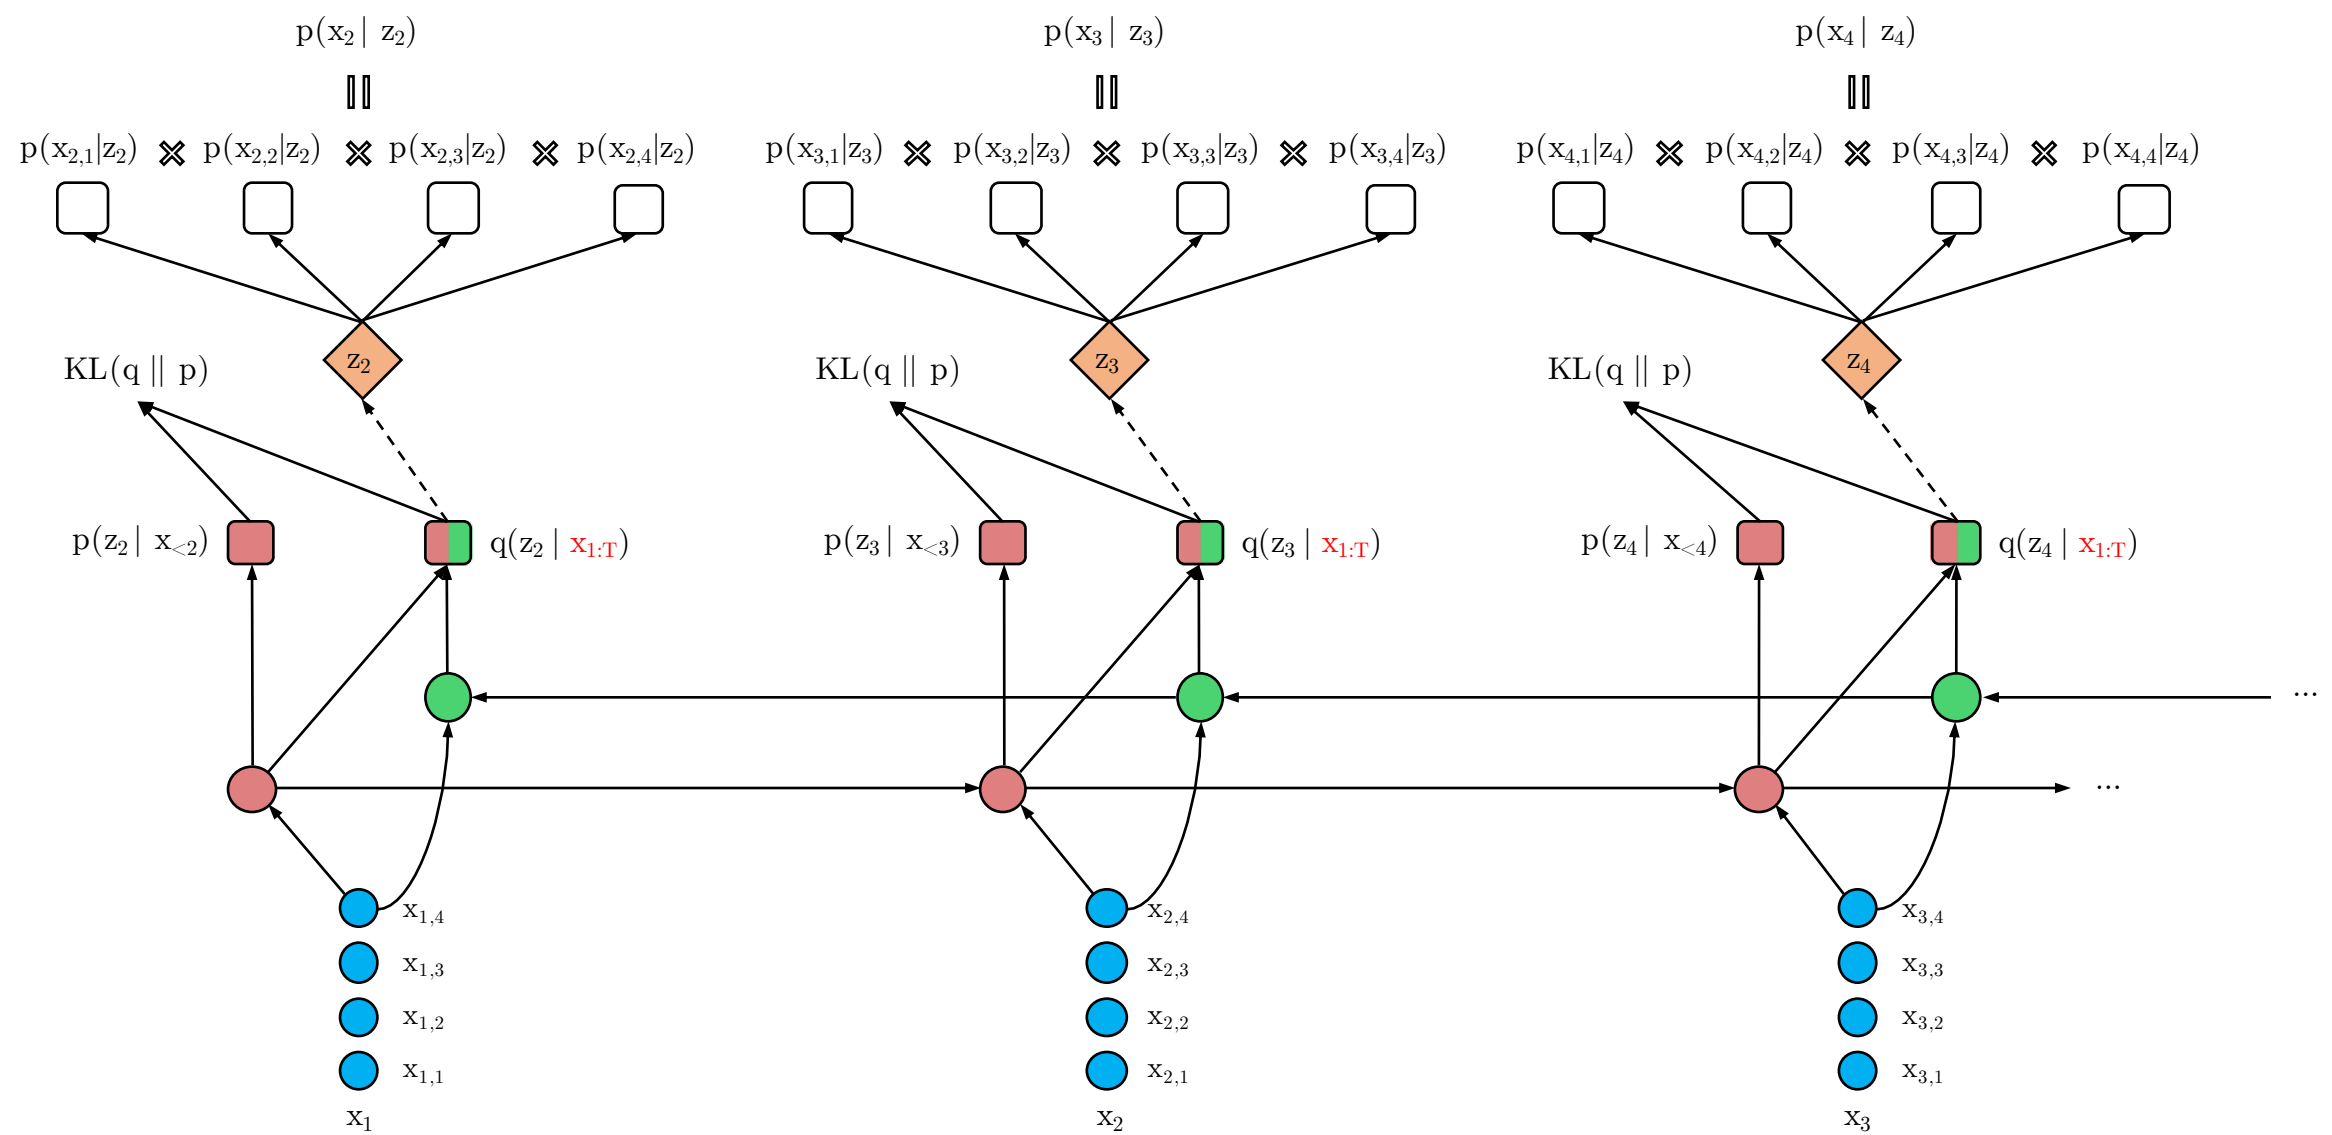 p(x₂| z₂) p(x₃| z₃) p(x₄| z₄)
p(x₂,₁|z₂) × p(x₂,₂|z₂) × p(x₂,₃|z₂) × p(x₂,₄|z₂) p(x₃,₁|z₃) × p(x₃,₂|z₃) × p(x₃,₃|z₃) × p(x₃,₄|z₃) p(x₄,₁|z₄) × p(x₄,₂|z₄) × p(x₄,₃|z₄) × p(x₄,₄|z₄)
z₂ z₃ z₄
KL(q || p) KL(q || p) KL(q || p)
p(z₂| x<₂) q(z₂ | x₁:T) p(z₃| x<₃) q(z₃ | x₁:T) p(z₄| x<₄) q(z₄ | x₁:T)
...
...
x₁,₄ x₂,₄ x₃,₄
x₁,₃ x₂,₃ x₃,₃
x₁,₂ x₂,₂ x₃,₂
x₁,₁ x₂,₁ x₃,₁
x₁ x₂ x₃